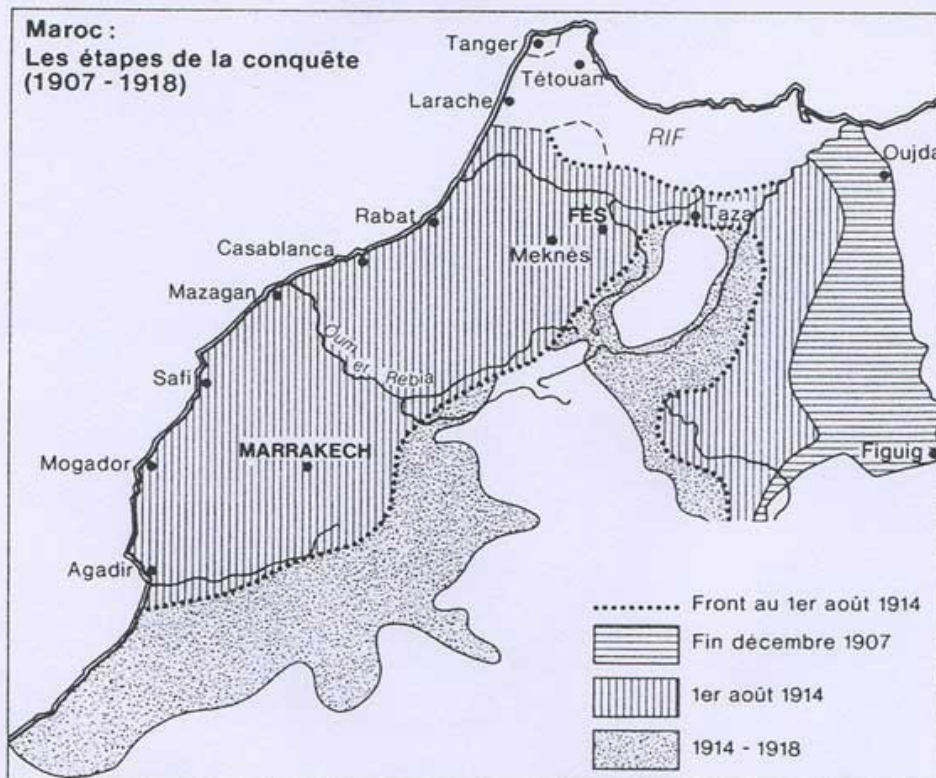 Maroc :
Les étapes de la conquête
(1907 - 1918)
Tanger
Tétouan
Larache
RIF
Oujda
Rabat
FÈS
Taza
Casablanca
Meknès
Mazagan
Oum
er Rebia
Safi
Mogador
MARRAKECH
Figuig
Agadir
Front au 1er août 1914
Fin décembre 1907
1er août 1914
1914 - 1918